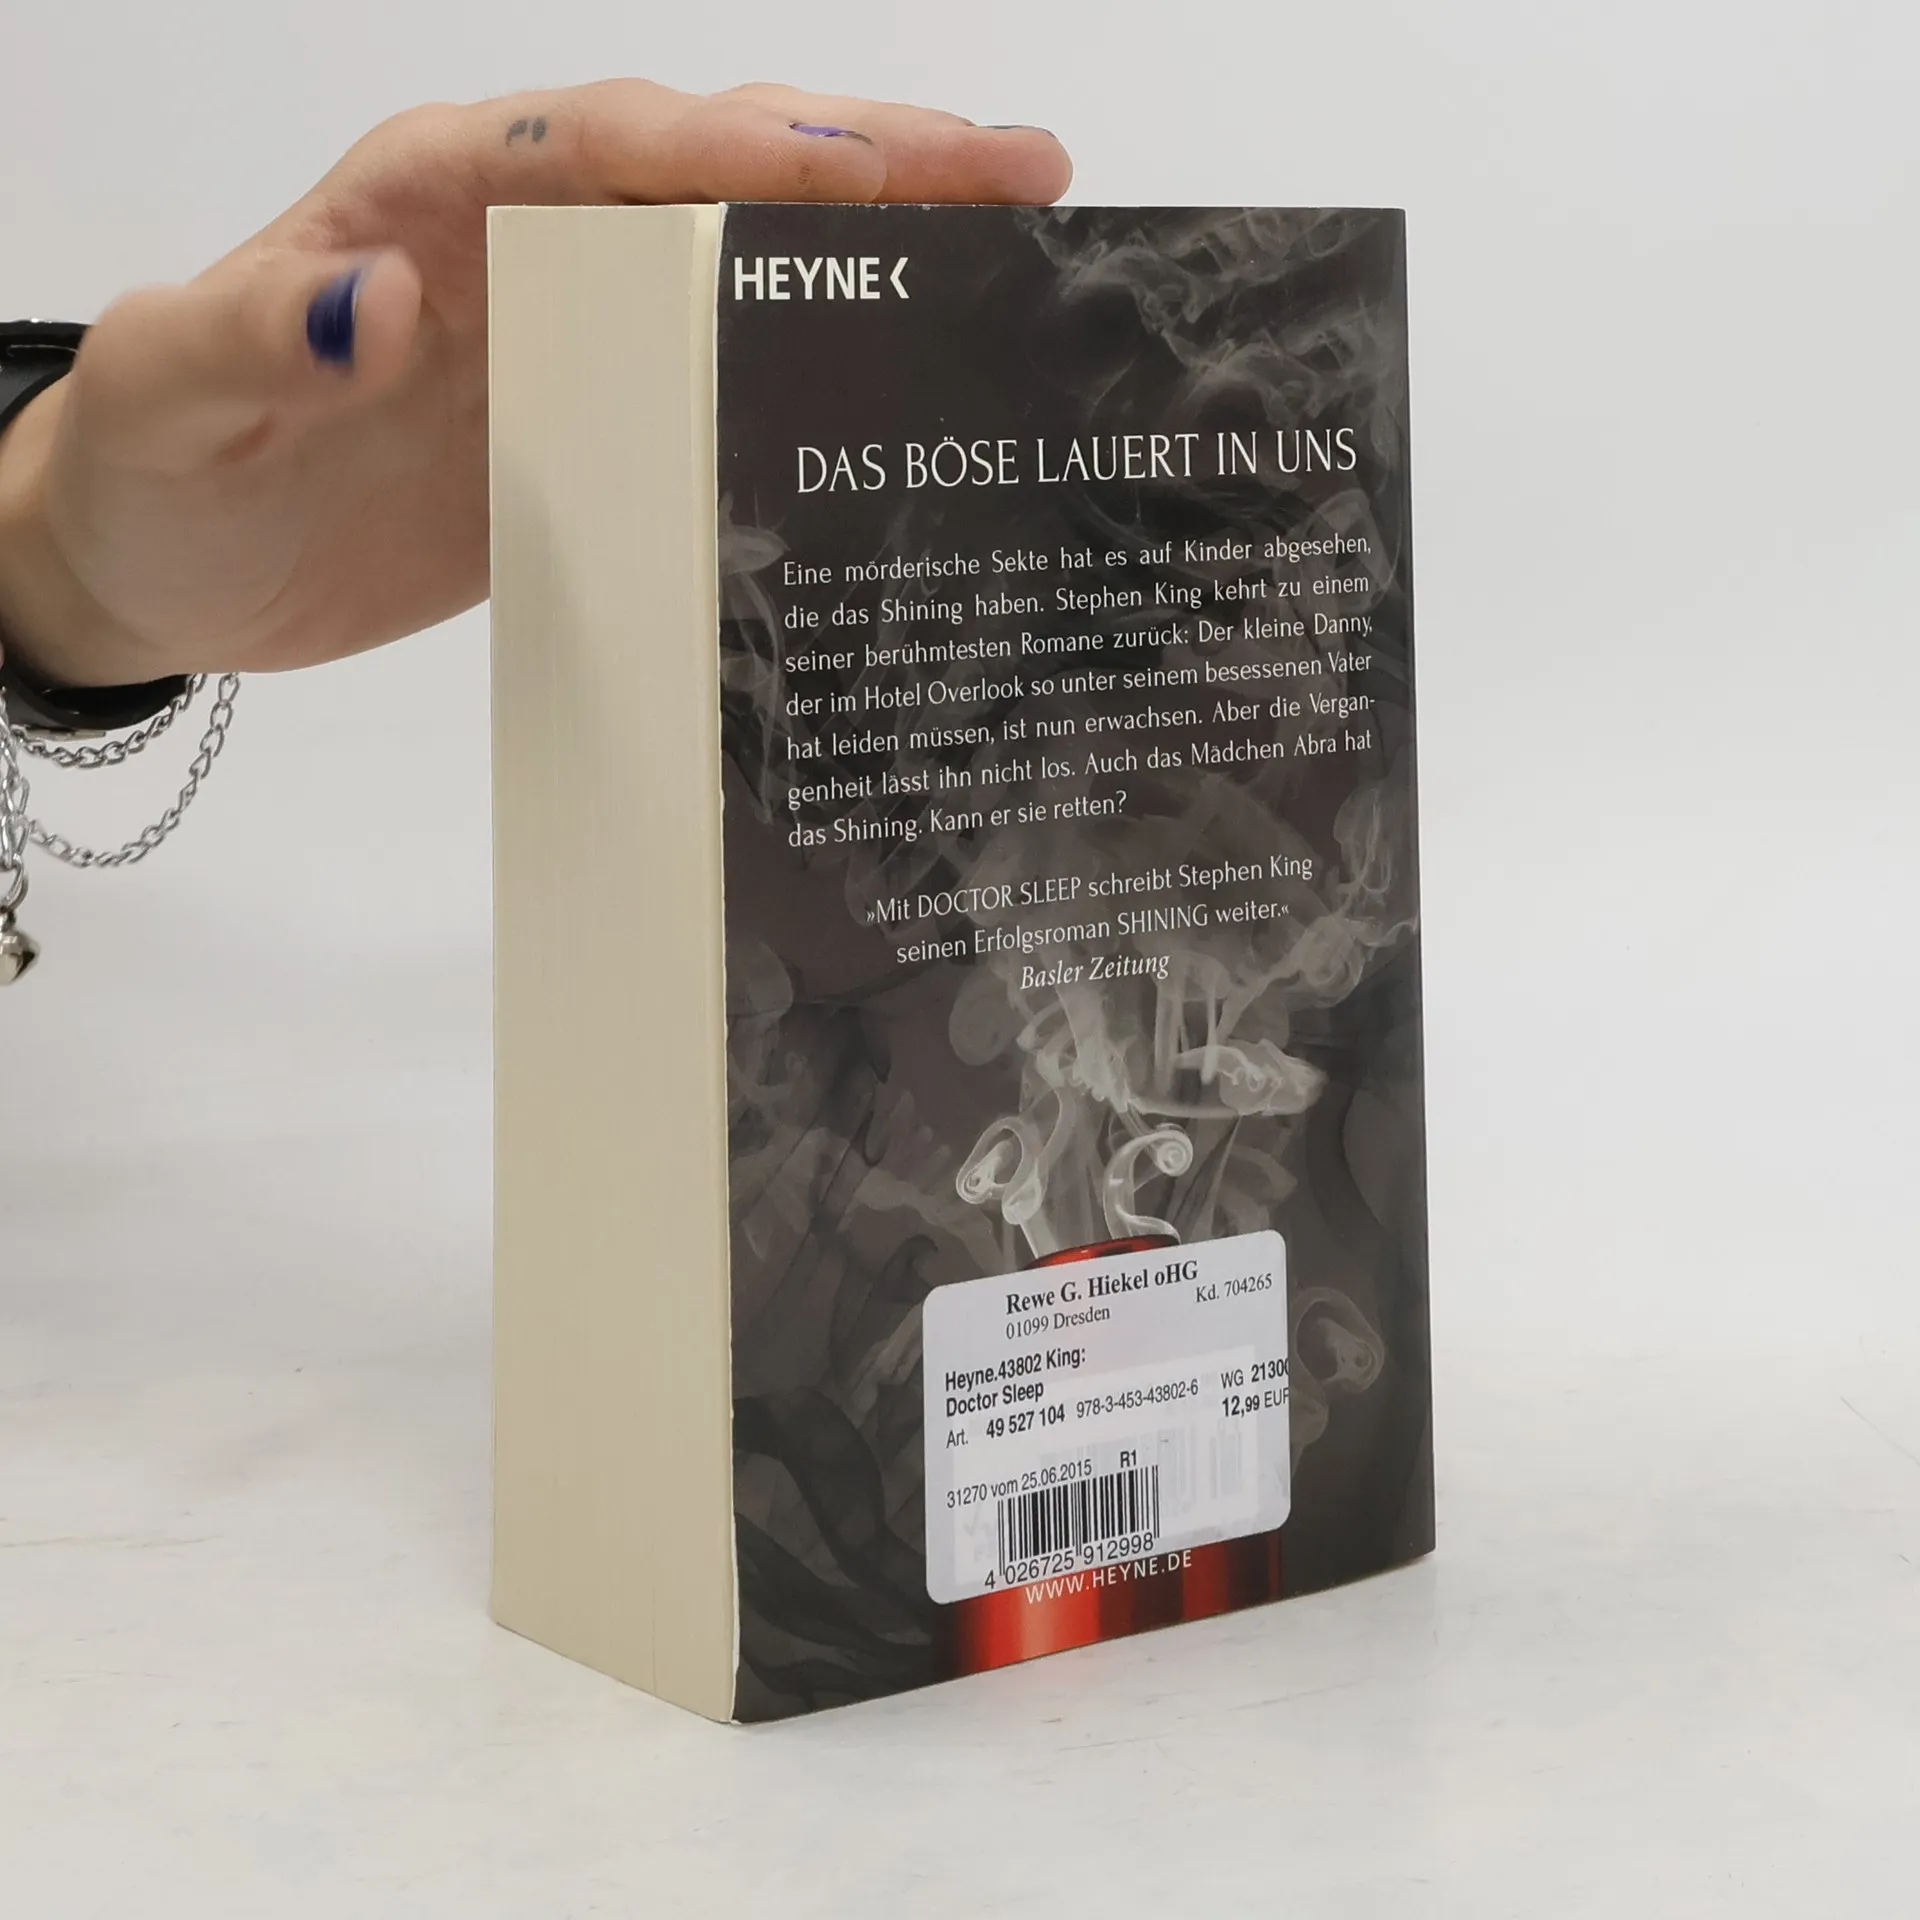 HEYNE<
DAS BÖSE LAUERT IN UNS
Eine mörderische Sekte hat es auf Kinder abgesehen,
die das Shining haben. Stephen King kehrt zu einem
seiner berühmtesten Romane zurück: Der kleine Danny,
der im Hotel Overlook so unter seinem besessenen Vater
hat leiden müssen, ist nun erwachsen. Aber die Vergan-
genheit lässt ihn nicht los. Auch das Mädchen Abra hat
das Shining. Kann er sie retten?
»Mit DOCTOR SLEEP schreibt Stephen King
seinen Erfolgsroman SHINING weiter.«
Basler Zeitung
Rewe G. Hiekel oHG
01099 Dresden Kd. 704265
Heyne.43802 King:
Doctor Sleep WG 21300
Art. 49 527 104 978-3-453-43802-6 12,99 EUR
31270 vom 25.06.2015 R1
4 026725 912998
WWW.HEYNE.DE